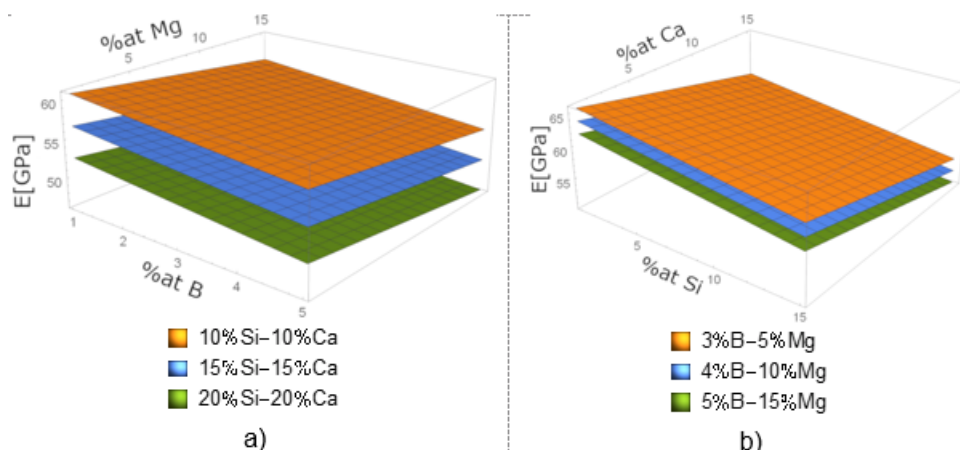 %at Mg
5
10
15
60
55
50
E[GPa]
1
2
3
4
5
%at B
10%Si–10%Ca
15%Si–15%Ca
20%Si–20%Ca
a)
%at Ca
5
10
15
65
60
55
E[GPa]
5
10
15
%at Si
3%B–5%Mg
4%B–10%Mg
5%B–15%Mg
b)